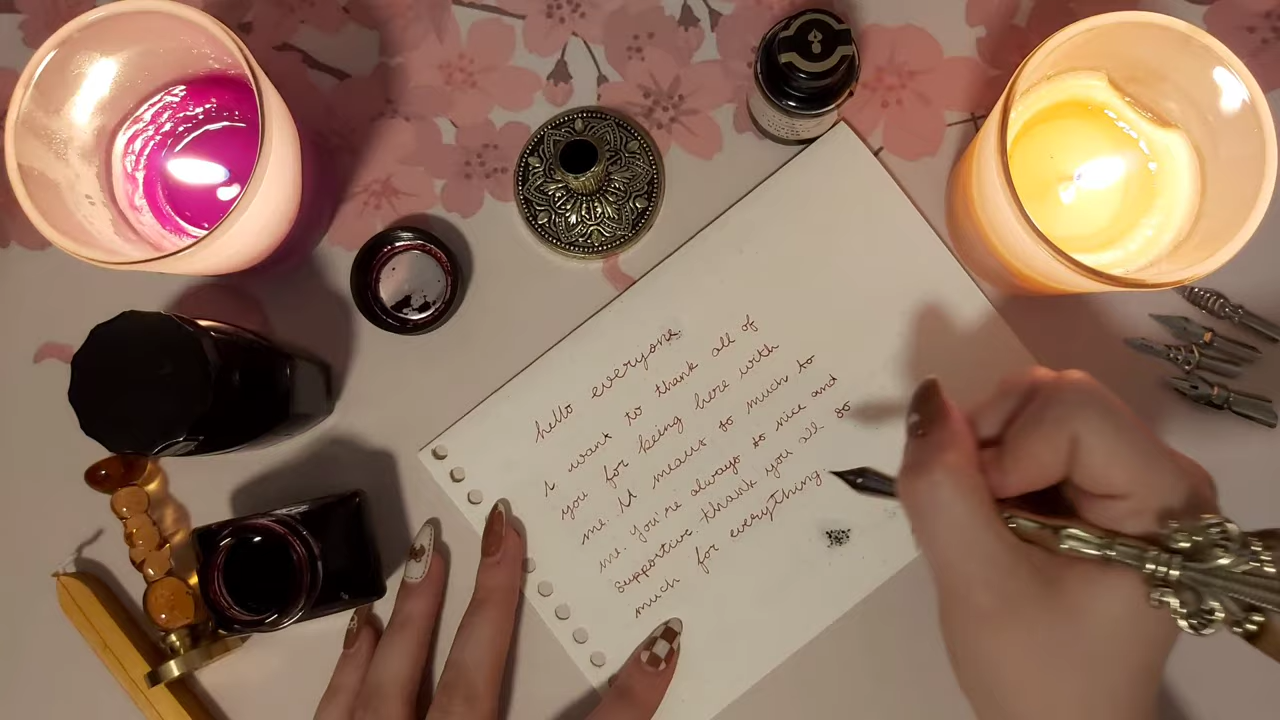 hello everyone.
i want to thank all of
you for being here with
me. It means so much to
me. You're always so nice and
supportive. thank you all so
much for everything.